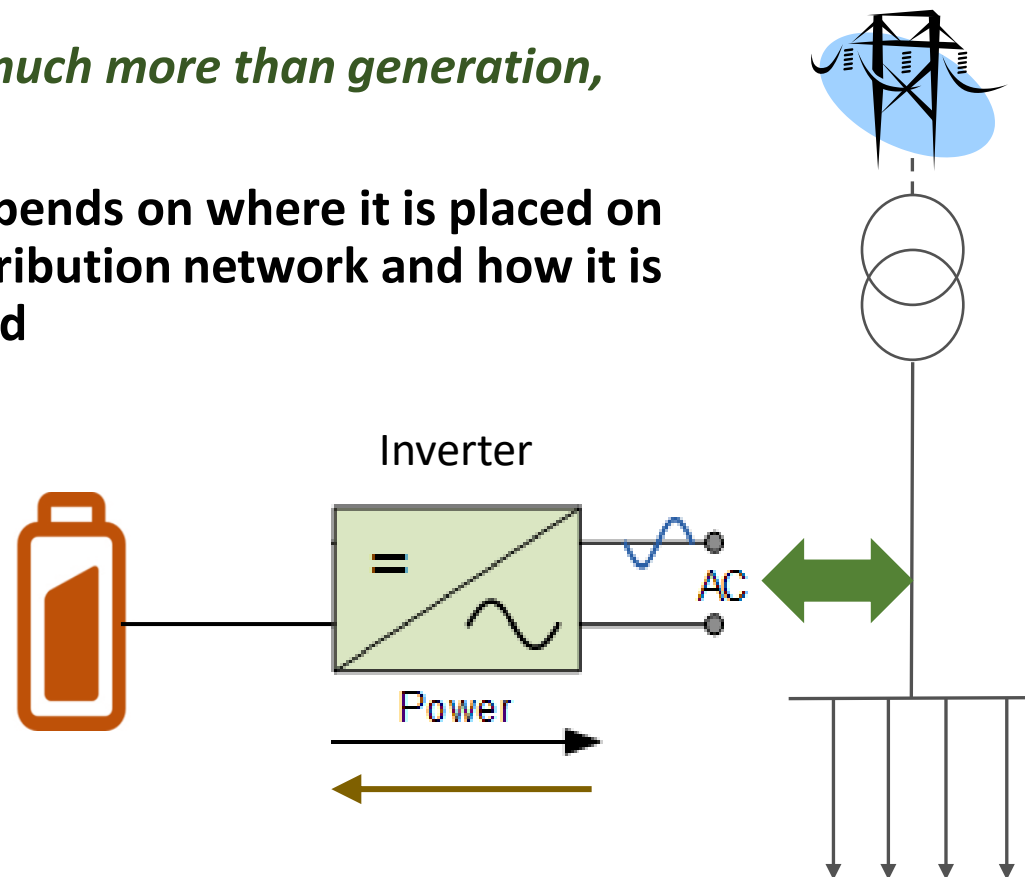 much more than generation,
pends on where it is placed on
ribution network and how it is
d
Inverter
=
AC
Power